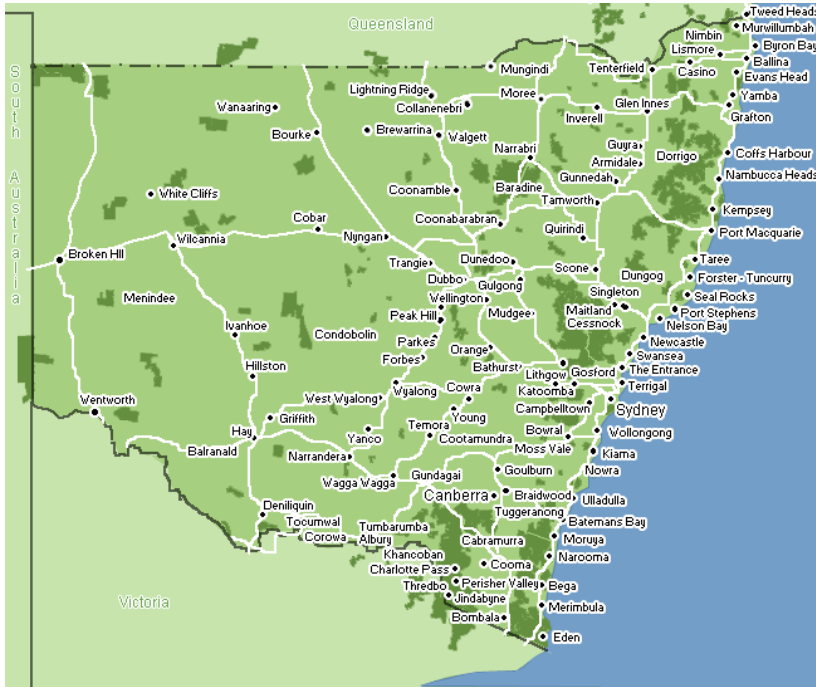 Queensland
Tweed Heads
Murwillumbah
Nimbin
Byron Bay
Lismore
Ballina
Mungindi
Tenterfield
Casino
Evans Head
Lightning Ridge
Moree
Yamba
Wanaaring
Collanenebri
Glen Innes
Inverell
Grafton
South Australia
Bourke
Brewarrina
Walgett
Guyra
Narrabri
Dorrigo
Coffs Harbour
Armidale
Gunnedah
Nambucca Heads
White Cliffs
Coonamble
Baradine
Tamworth
Kempsey
Cobar
Coonabarabran
Quirindi
Port Macquarie
Wilcannia
Nyngan
Broken Hll
Trangie
Dunedoo
Taree
Scone
Dungog
Forster - Tuncurry
Dubbo
Gulgong
Menindee
Wellington
Singleton
Seal Rocks
Peak Hill
Mudgee
Maitland
Port Stephens
Ivanhoe
Condobolin
Cessnock
Nelson Bay
Parkes
Newcastle
Orange
Swansea
Forbes
Hillston
Bathurst
Lithgow
Gosford
The Entrance
Wyalong
Cowra
Katoomba
Terrigal
Wentworth
West Wyalong
Campbelltown
Sydney
Young
Griffith
Temora
Hay
Yanco
Cootamundra
Bowral
Wollongong
Balranald
Moss Vale
Narrandera
Kiama
Wagga Wagga
Gundagai
Goulburn
Nowra
Canberra
Braidwood
Ulladulla
Deniliquin
Tuggeranong
Tocumwal
Tumbarumba
Batemans Bay
Corowa
Albury
Cabramurra
Moruya
Khancoban
Narooma
Charlotte Pass
Cooma
Thredbo
Perisher Valley
Bega
Victoria
Jindabyne
Merimbula
Bombala
Eden